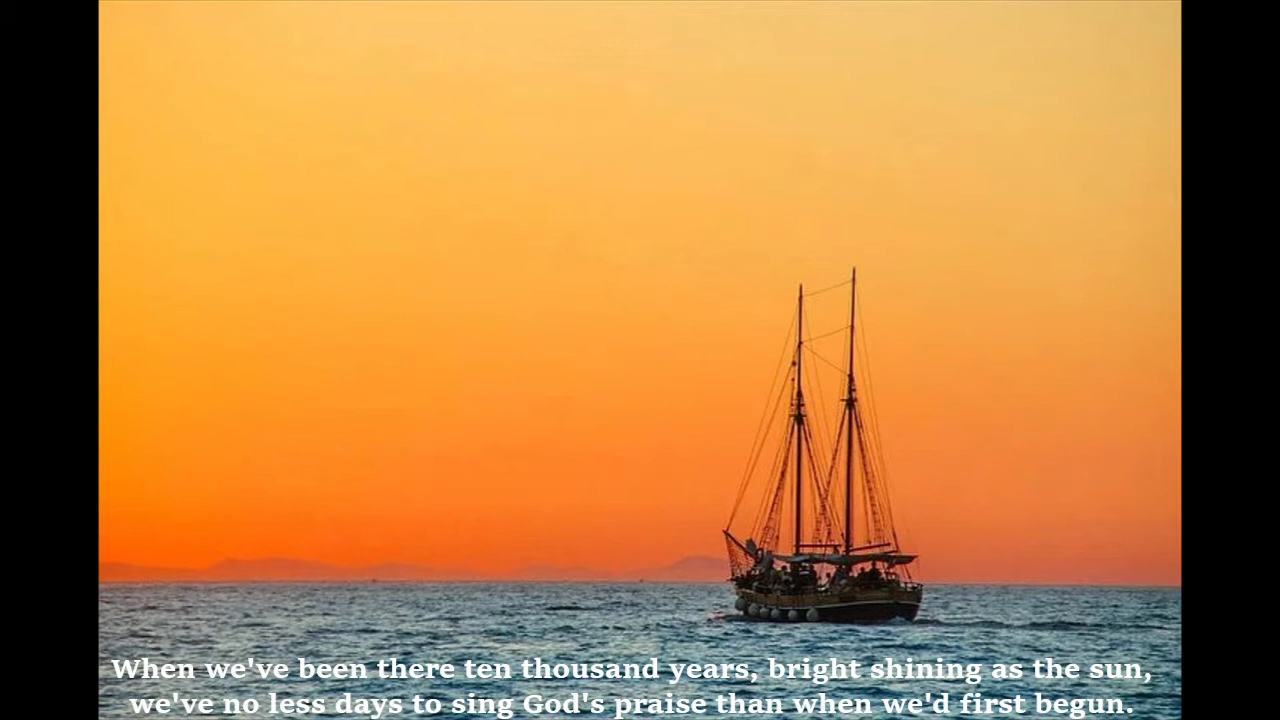 When we've been there ten thousand years, bright shining as the sun,
we've no less days to sing God's praise than when we'd first begun.